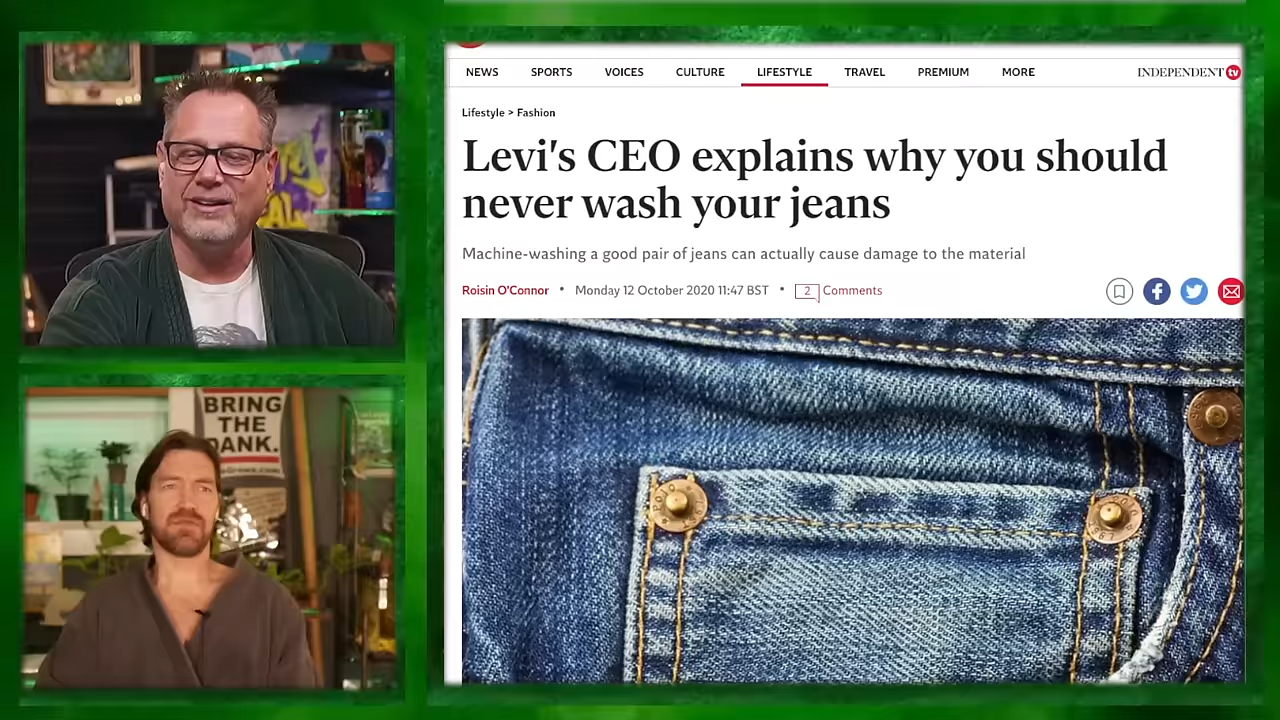 NEWS SPORTS VOICES CULTURE LIFESTYLE TRAVEL PREMIUM MORE INDEPENDENT tv
Lifestyle > Fashion
Levi's CEO explains why you should
never wash your jeans
Machine-washing a good pair of jeans can actually cause damage to the material
Roisin O'Connor • Monday 12 October 2020 11:47 BST • 2 Comments
BRING
THE
DANK.